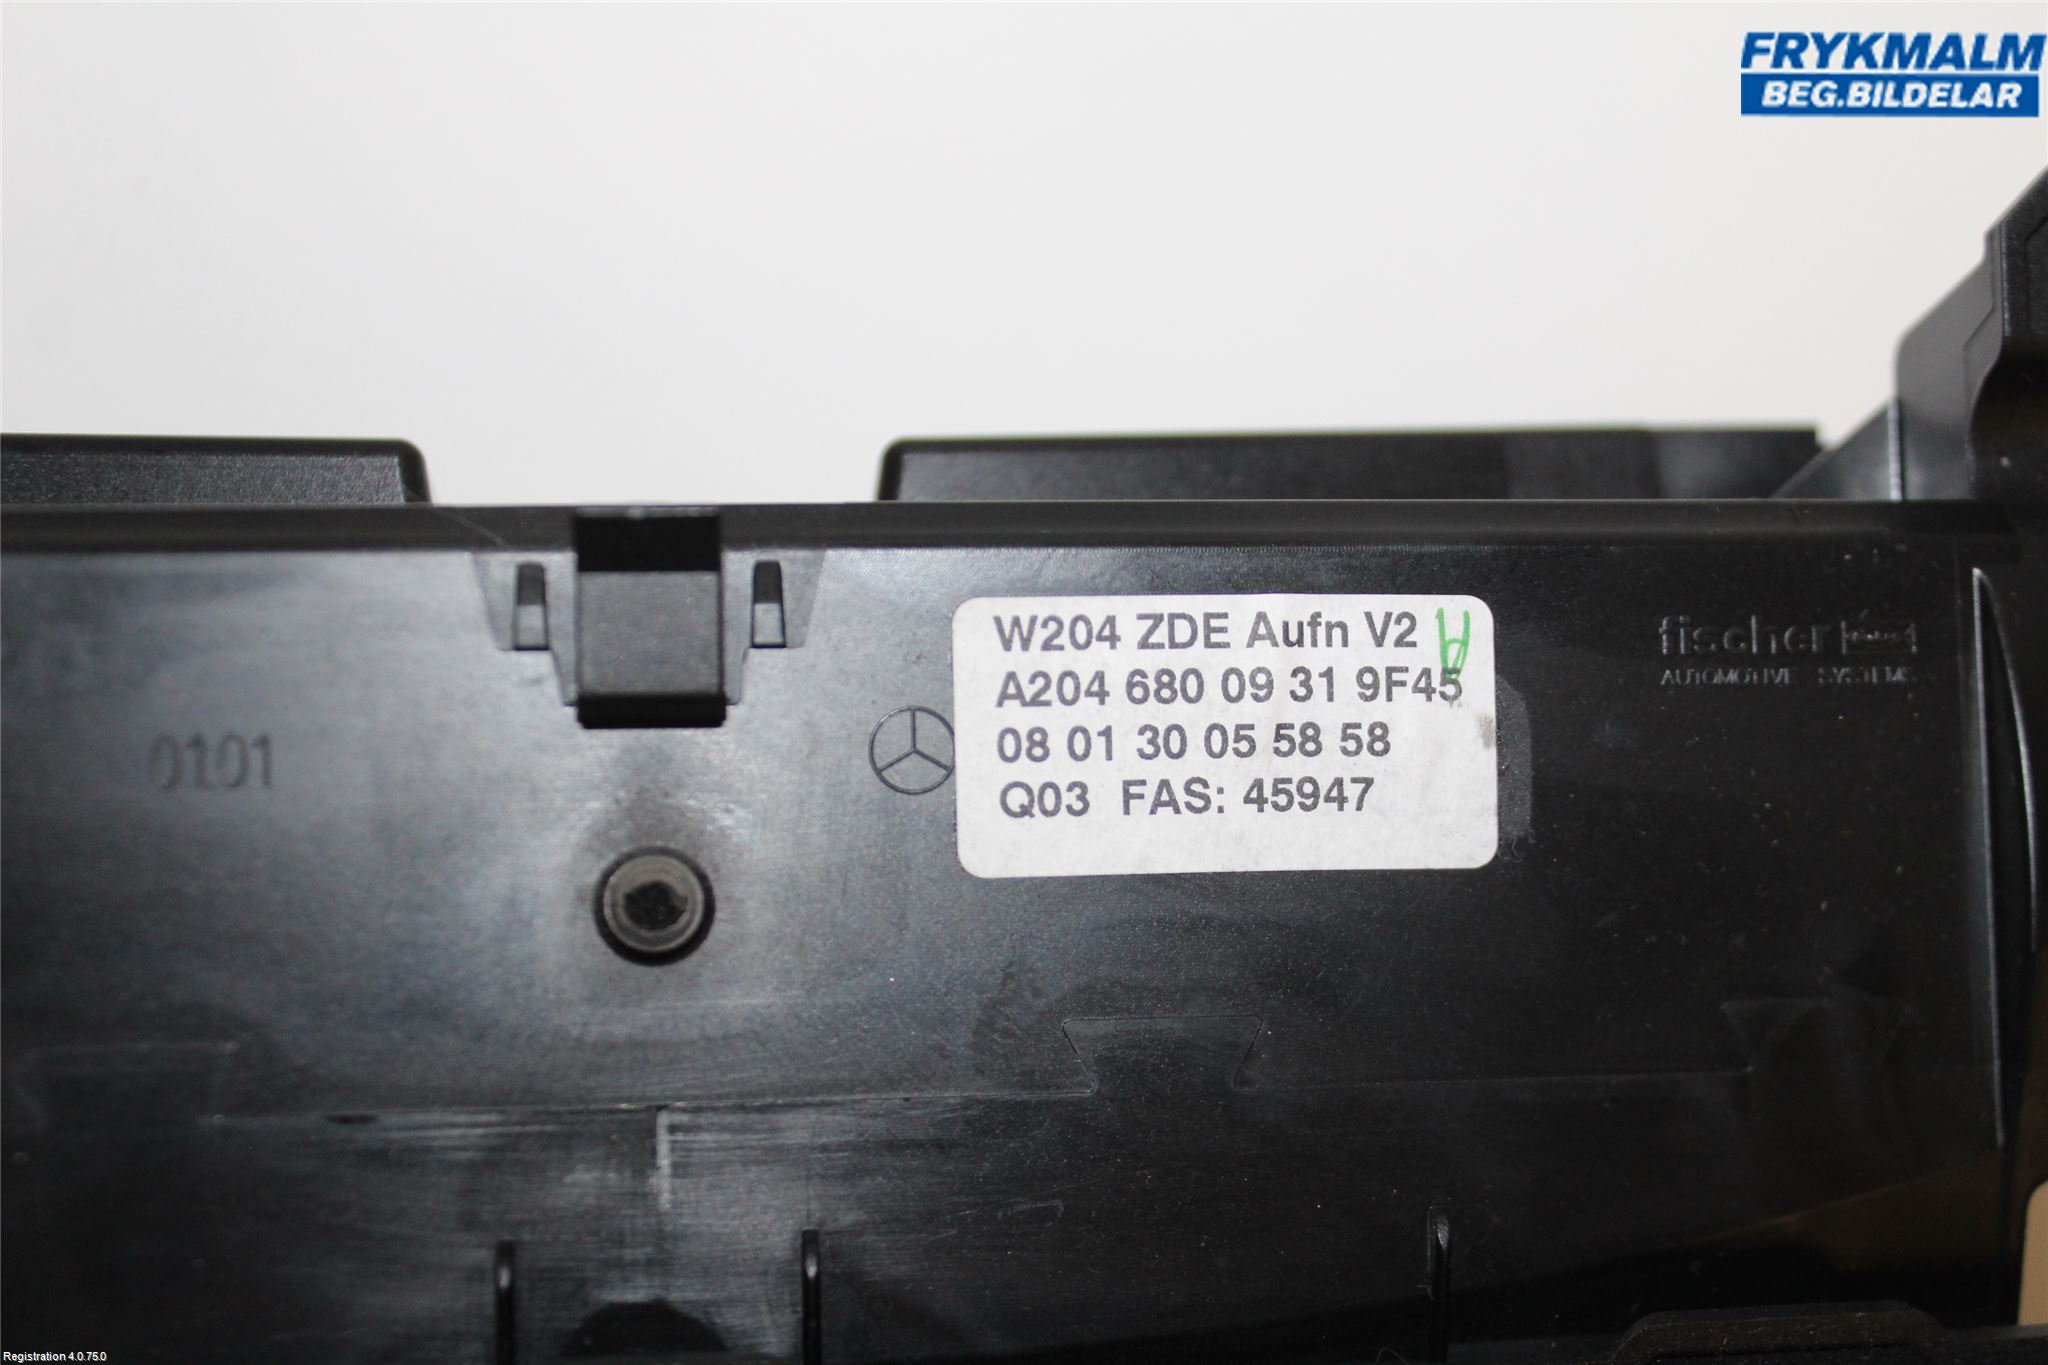 FRYKMALM
BEG.BILDELAR
W204 ZDE Aufn V2
A204 680 09 31 9F45
08 01 30 05 58 58
Q03 FAS: 45947
fischer
AUTOMOTIVE SYSTEMS
0101
Registration 4.0.75.0